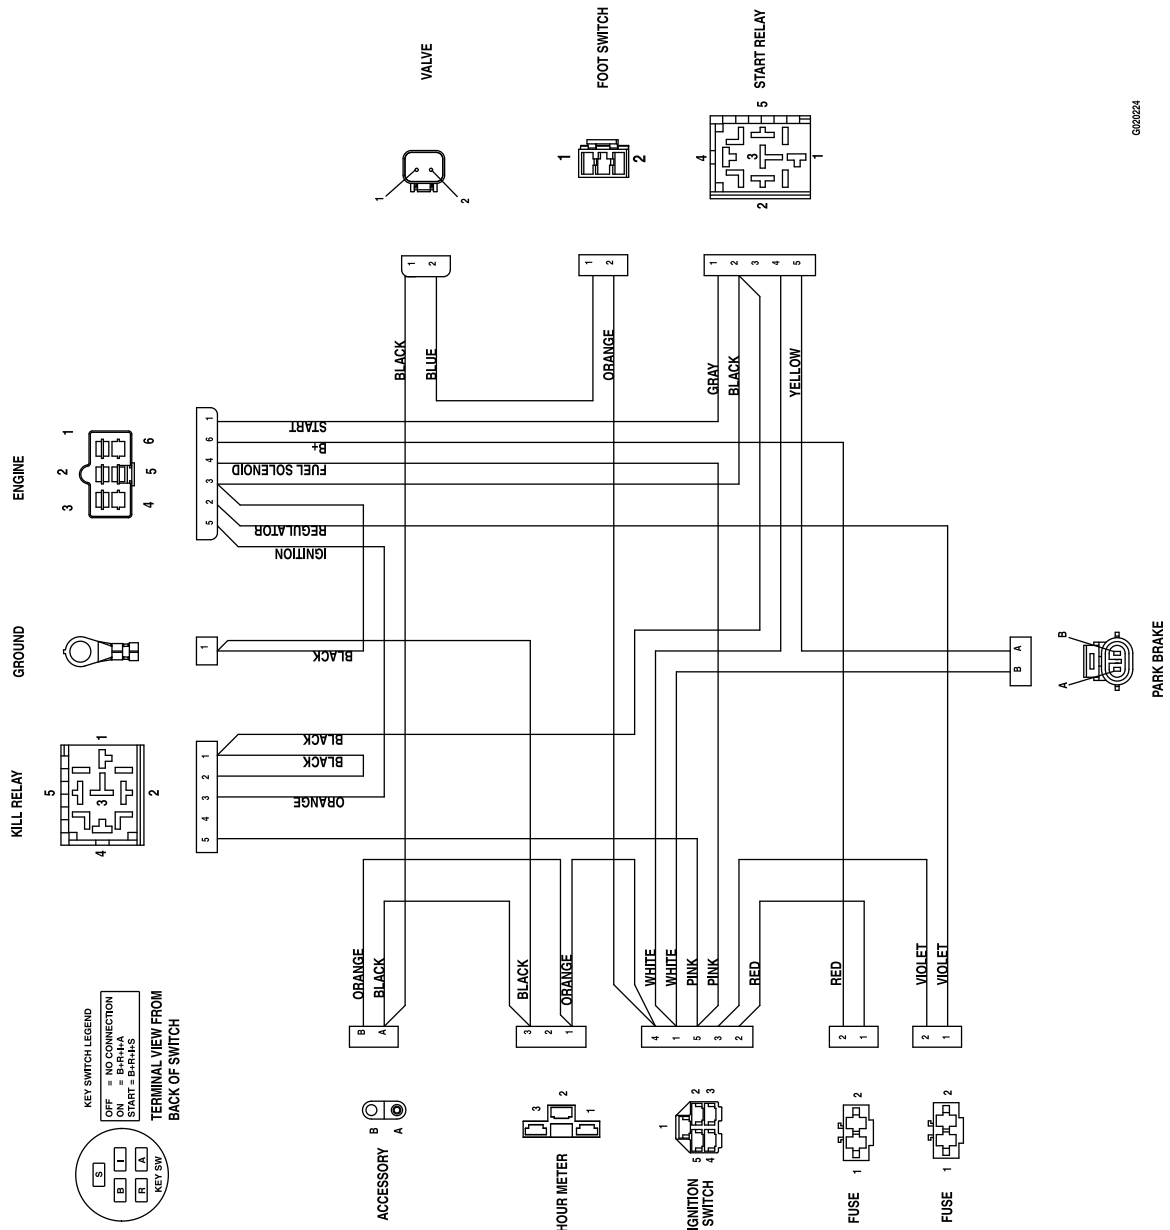 VALVE
1
2
FOOT SWITCH
1
2
START RELAY
4
5
3
2
1
G020224
ENGINE
1
2
3
6
5
4
GROUND
KILL RELAY
5
1
3
4
2
1
2
1
2
1
2
3
4
5
BLACK
BLUE
ORANGE
GRAY
BLACK
YELLOW
1
6
4
3
2
5
START
B+
FUEL SOLENOID
REGULATOR
IGNITION
1
BLACK
1
2
3
4
5
BLACK
BLACK
ORANGE
B
A
B
A
PARK BRAKE
KEY SWITCH LEGEND
OFF = NO CONNECTION
ON = B+R+I+A
START = B+R+I+S
TERMINAL VIEW FROM
BACK OF SWITCH
S
B
I
R
A
KEY SW
ORANGE
BLACK
BLACK
ORANGE
WHITE
WHITE
PINK
PINK
RED
RED
VIOLET
VIOLET
B
A
3
2
1
4
1
5
3
2
2
1
2
1
B
A
ACCESSORY
3
2
1
HOUR METER
1
2
3
5
4
IGNITION
SWITCH
1
2
FUSE
1
2
FUSE